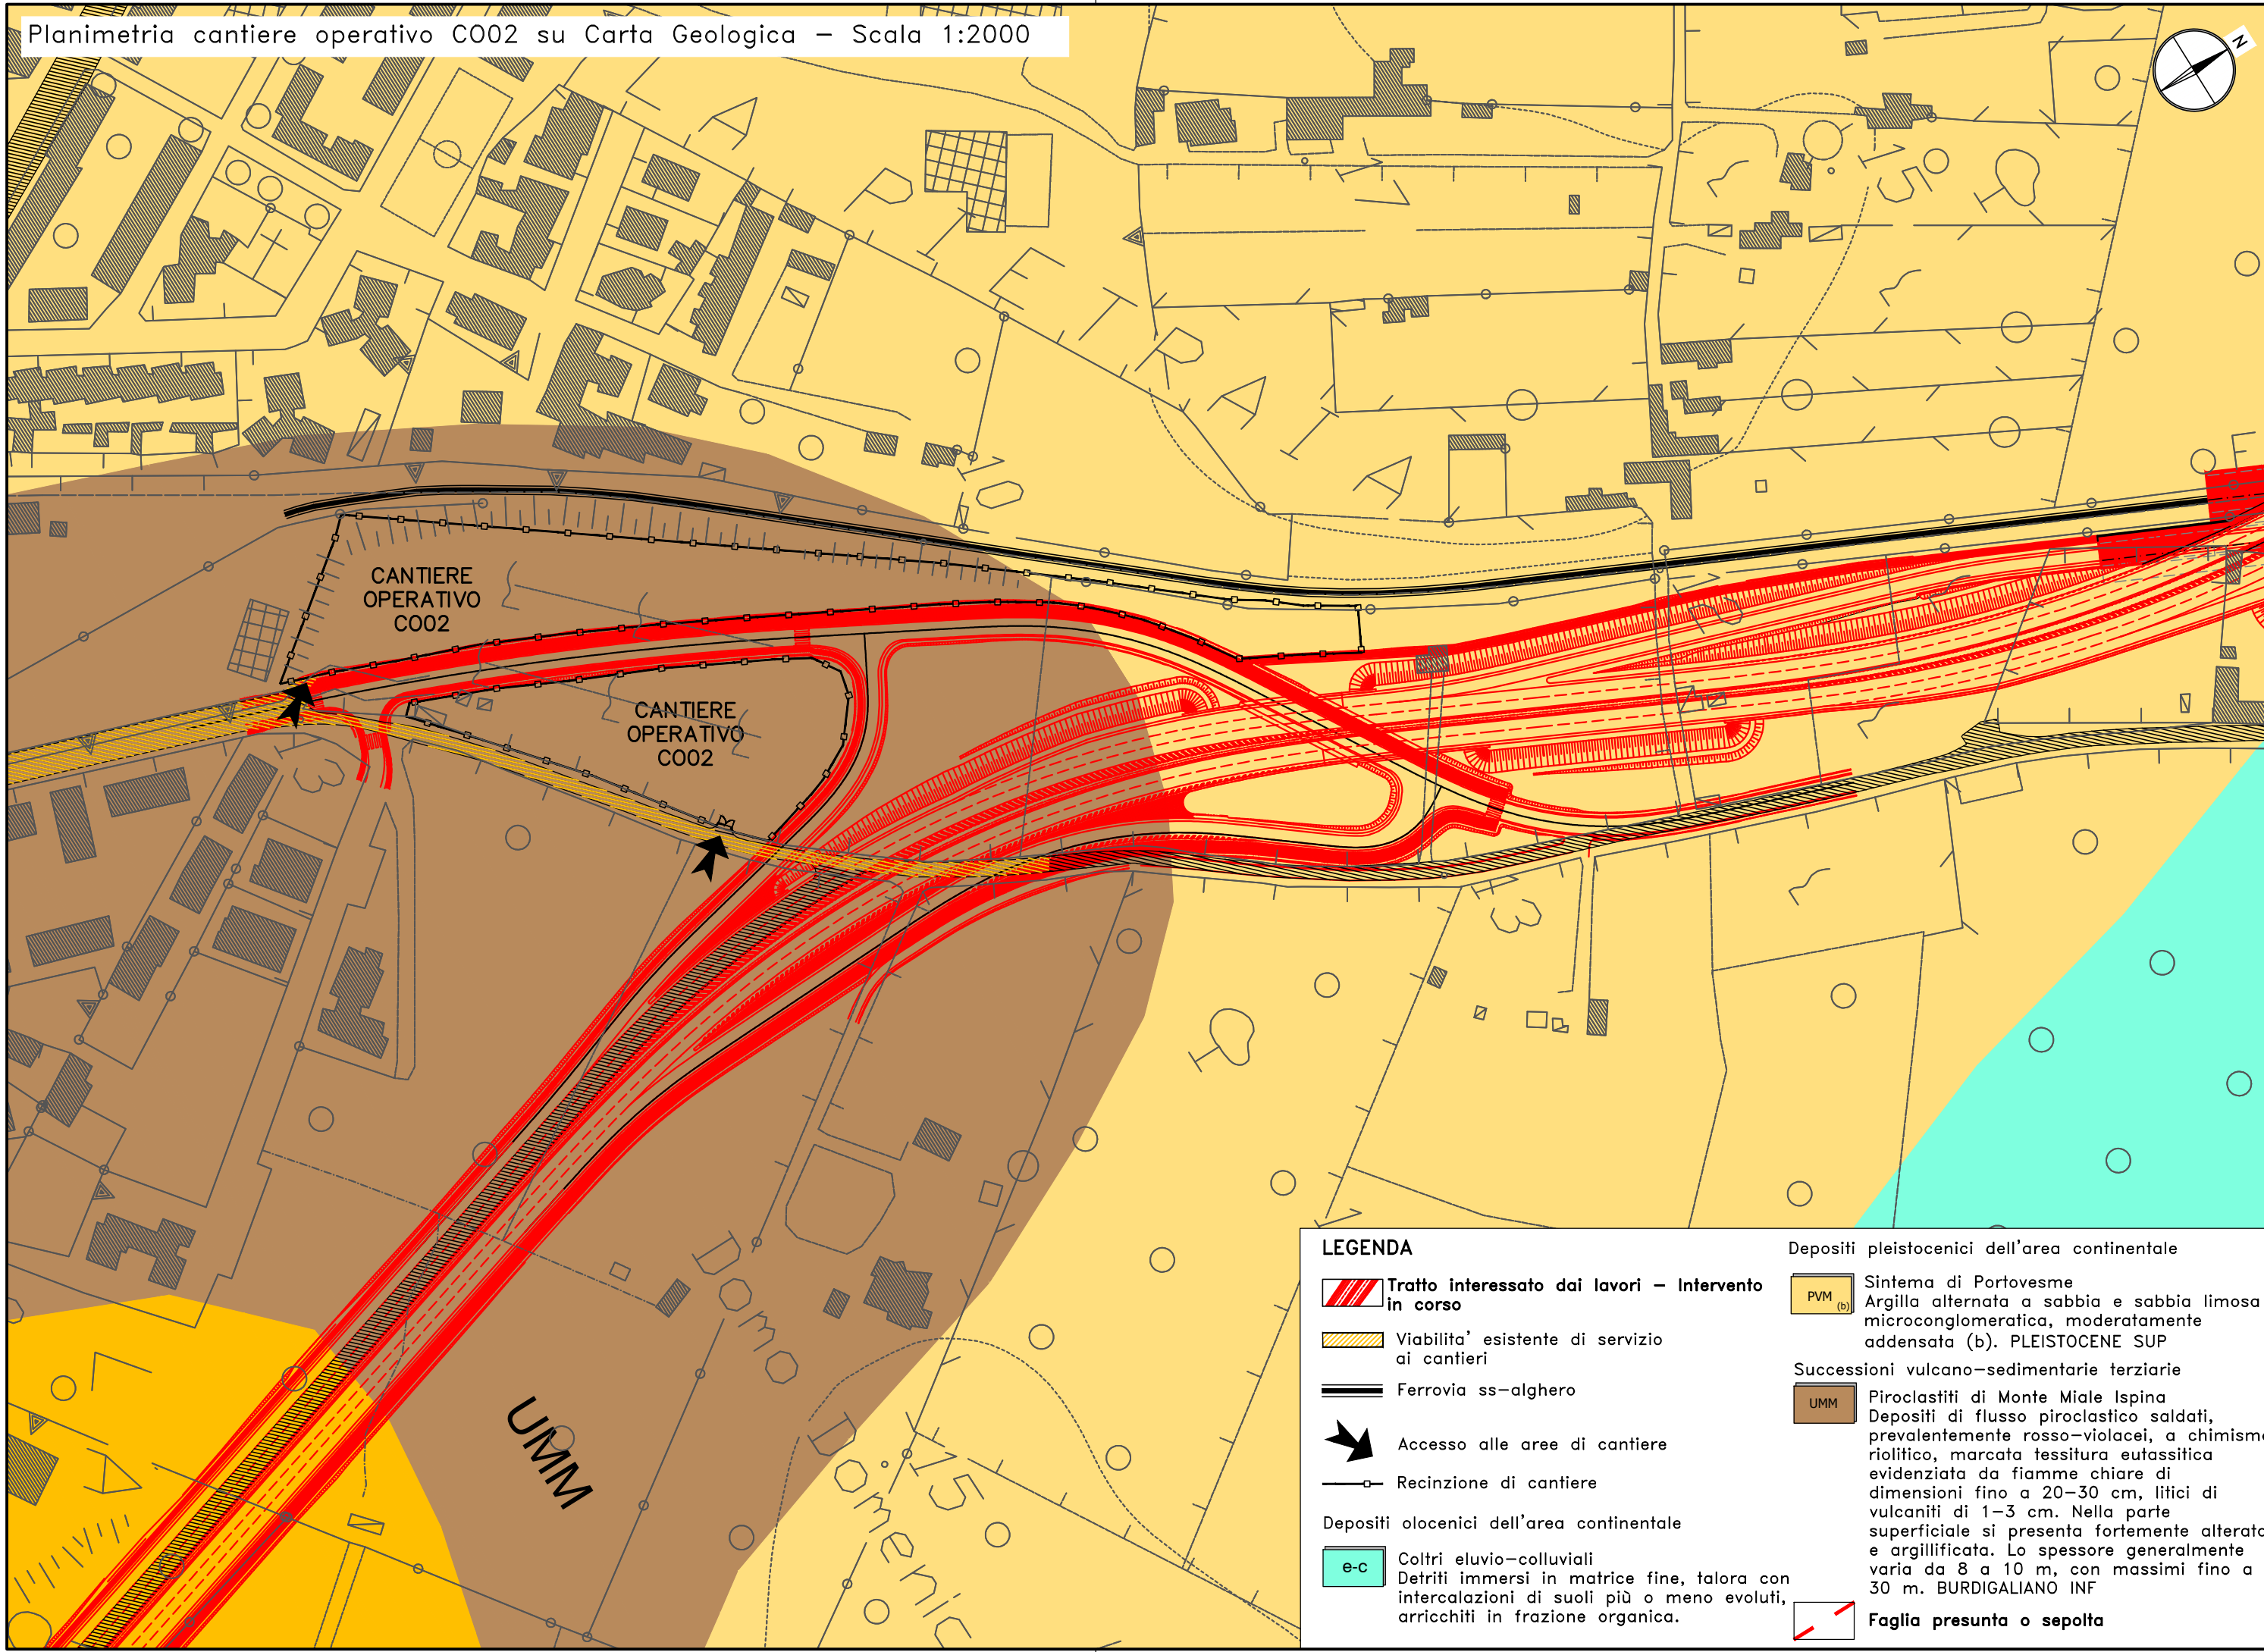 Planimetria cantiere operativo CO02 su Carta Geologica – Scala 1:2000
N
CANTIERE
OPERATIVO
CO02
CANTIERE
OPERATIVO
CO02
UMM
LEGENDA
Tratto interessato dai lavori – Intervento
in corso
Viabilita' esistente di servizio
ai cantieri
Ferrovia ss-alghero
Accesso alle aree di cantiere
Recinzione di cantiere
Depositi olocenici dell'area continentale
e-c
Coltri eluvio-colluviali
Detriti immersi in matrice fine, talora con
intercalazioni di suoli più o meno evoluti,
arricchiti in frazione organica.
Depositi pleistocenici dell'area continentale
PVM (b)
Sintema di Portovesme
Argilla alternata a sabbia e sabbia limosa
microconglomeratica, moderatamente
addensata (b). PLEISTOCENE SUP
Successioni vulcano-sedimentarie terziarie
UMM
Piroclastiti di Monte Miale Ispina
Depositi di flusso piroclastico saldati,
prevalentemente rosso-violacei, a chimismo
riolitico, marcata tessitura eutassitica
evidenziata da fiamme chiare di
dimensioni fino a 20-30 cm, litici di
vulcaniti di 1-3 cm. Nella parte
superficiale si presenta fortemente alterato
e argillificata. Lo spessore generalmente
varia da 8 a 10 m, con massimi fino a
30 m. BURDIGALIANO INF
Faglia presunta o sepolta